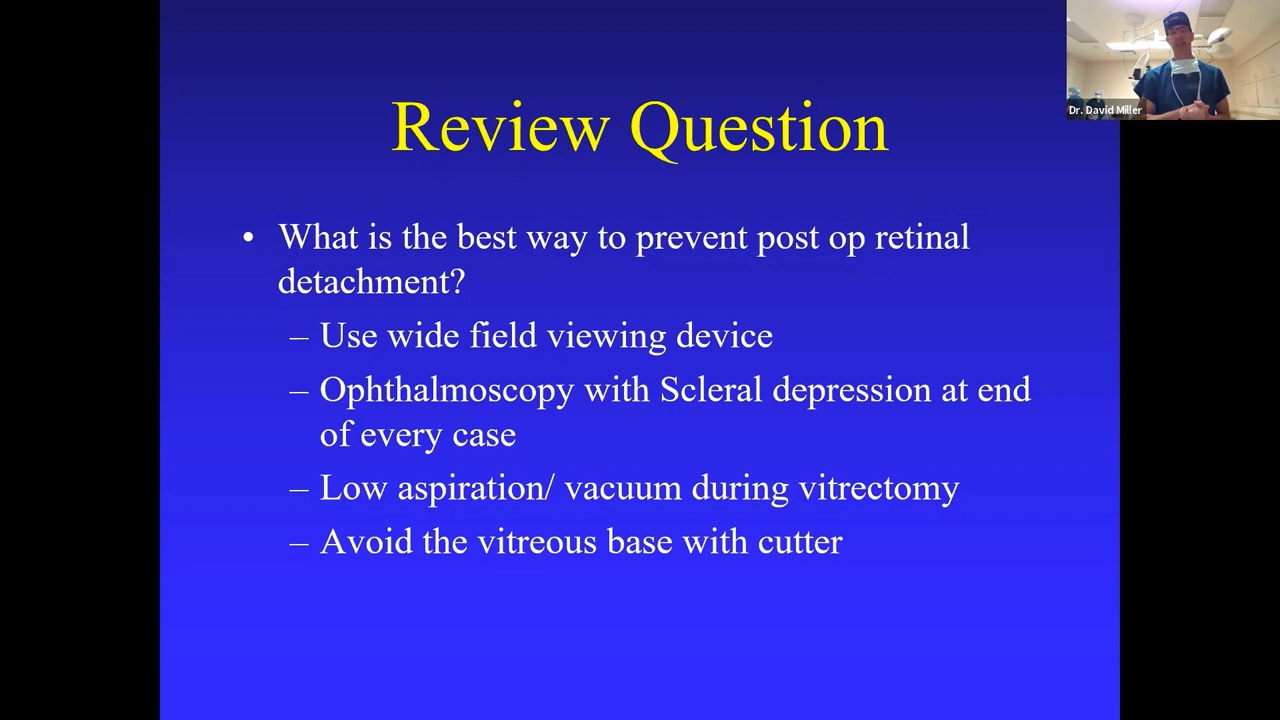 Dr. David Miller
Review Question
• What is the best way to prevent post op retinal
detachment?
– Use wide field viewing device
– Ophthalmoscopy with Scleral depression at end
of every case
– Low aspiration/ vacuum during vitrectomy
– Avoid the vitreous base with cutter